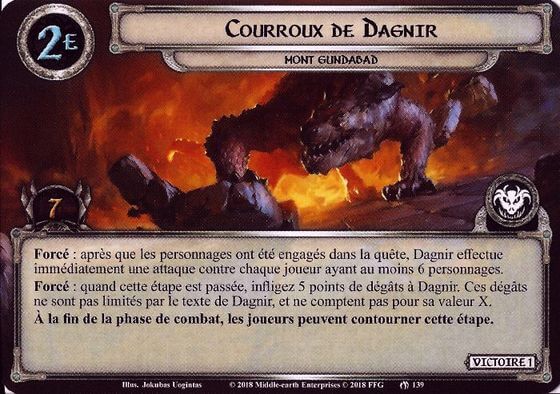 2E
COURROUX DE DAGNIR
MONT GUNDABAD
7
Forcé : après que les personnages ont été engagés dans la quête, Dagnir effectue
immédiatement une attaque contre chaque joueur ayant au moins 6 personnages.
Forcé : quand cette étape est passée, infligez 5 points de dégâts à Dagnir. Ces dégâts
ne sont pas limités par le texte de Dagnir, et ne comptent pas pour sa valeur X.
À la fin de la phase de combat, les joueurs peuvent contourner cette étape.
VICTOIRE 1
Illus. Jokubas Uogintas © 2018 Middle-earth Enterprises © 2018 FFG 139